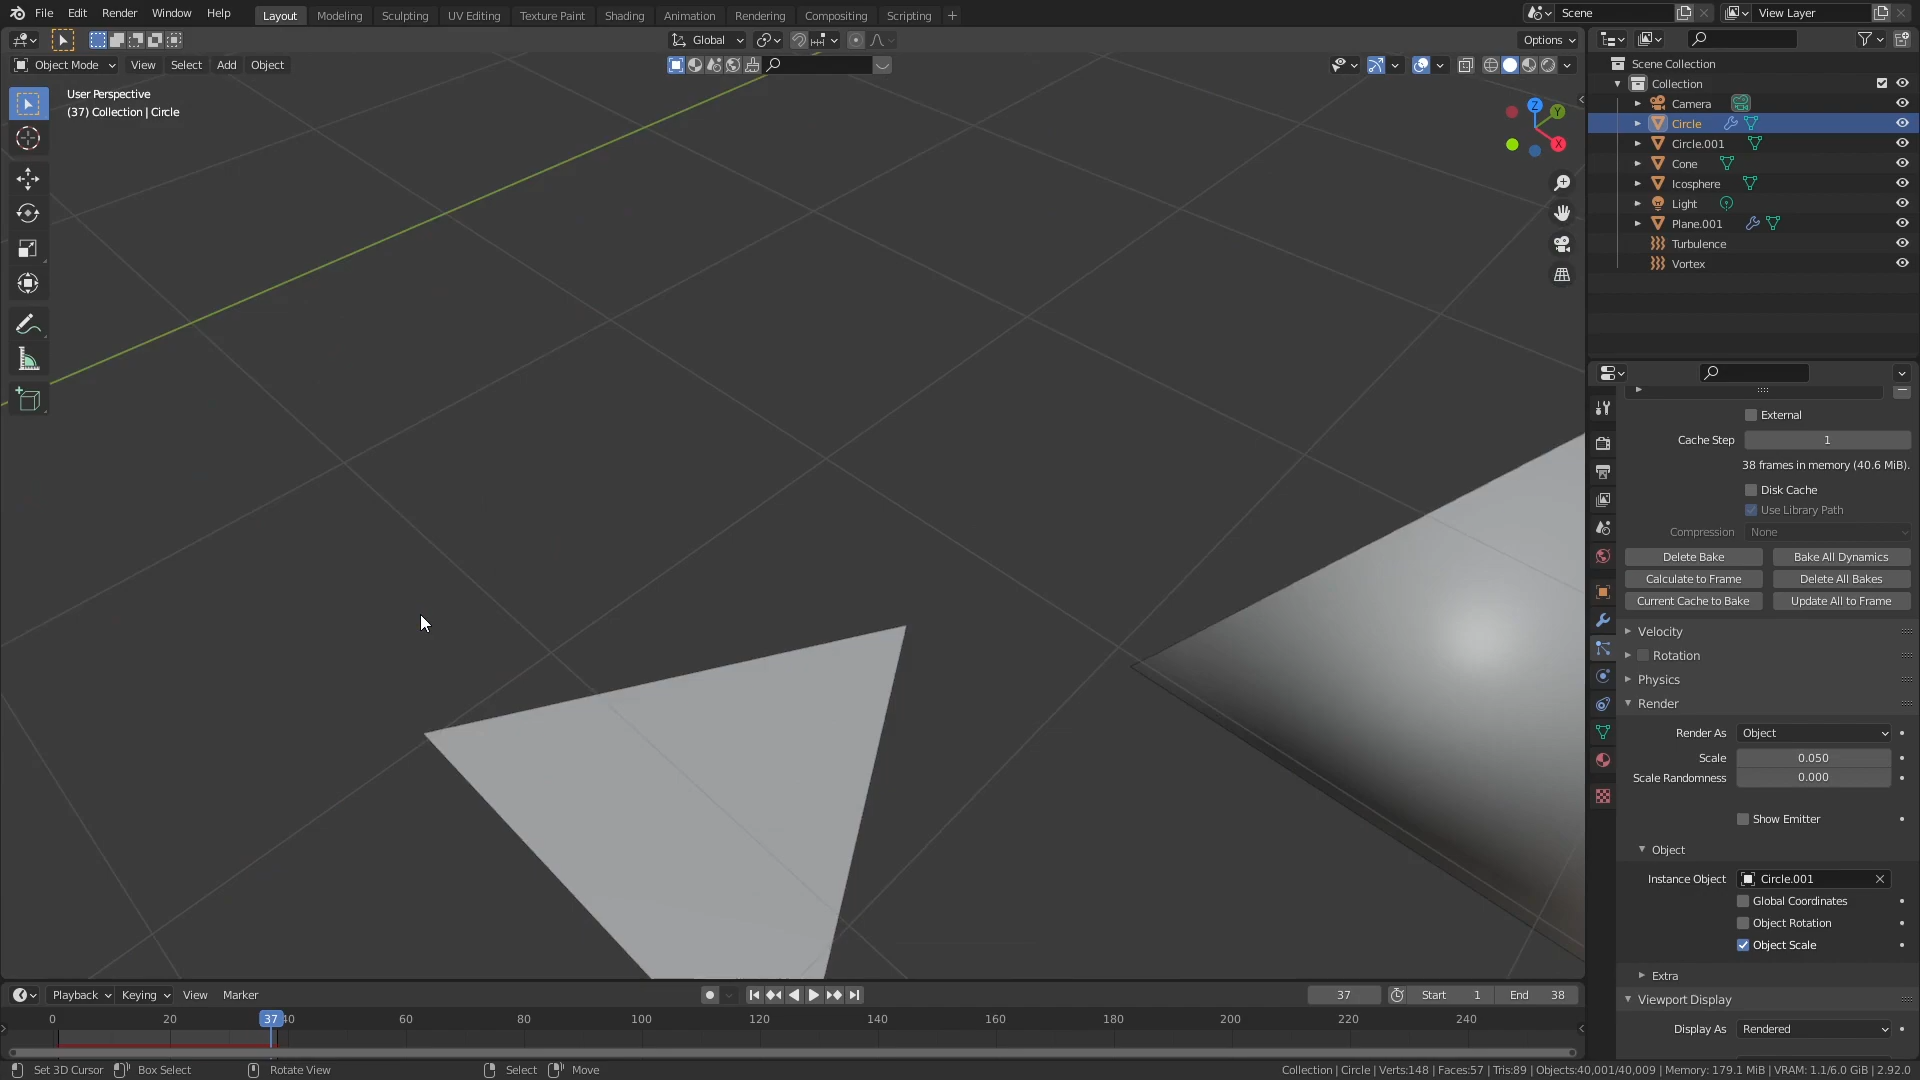 File Edit Render Window Help Layout Modeling Sculpting UV Editing Texture Paint Shading Animation Rendering Compositing Scripting Scene View Layer
Global Options
Object Mode View Select Add Object
User Perspective
(37) Collection | Circle
Z
Y
X
Scene Collection
Collection
Camera
Circle
Circle.001
Cone
Icosphere
Light
Plane.001
Turbulence
Vortex
External
Cache Step 1
38 frames in memory (40.6 MiB).
Disk Cache
Use Library Path
Compression None
Delete Bake Bake All Dynamics
Calculate to Frame Delete All Bakes
Current Cache to Bake Update All to Frame
Velocity
Rotation
Physics
Render
Render As Object
Scale 0.050
Scale Randomness 0.000
Show Emitter
Object
Instance Object Circle.001
Global Coordinates
Object Rotation
Object Scale
Extra
Viewport Display
Display As Rendered
Playback Keying View Marker 37 Start 1 End 38
0 20 37 40 60 80 100 120 140 160 180 200 220 240
Set 3D Cursor Box Select Rotate View Select Move Collection | Circle | Verts:148 | Faces:57 | Tris:89 | Objects:40,001/40,009 | Memory: 179.1 MiB | VRAM: 1.1/6.0 GiB | 2.92.0